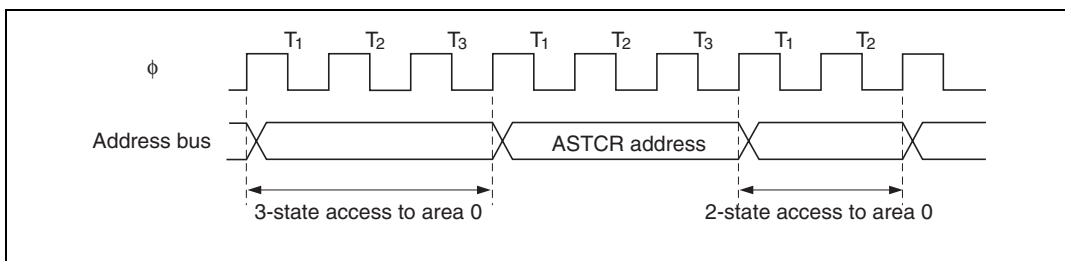 T₁ T₂ T₃ T₁ T₂ T₃ T₁ T₂
ϕ
Address bus ASTCR address
3-state access to area 0 2-state access to area 0